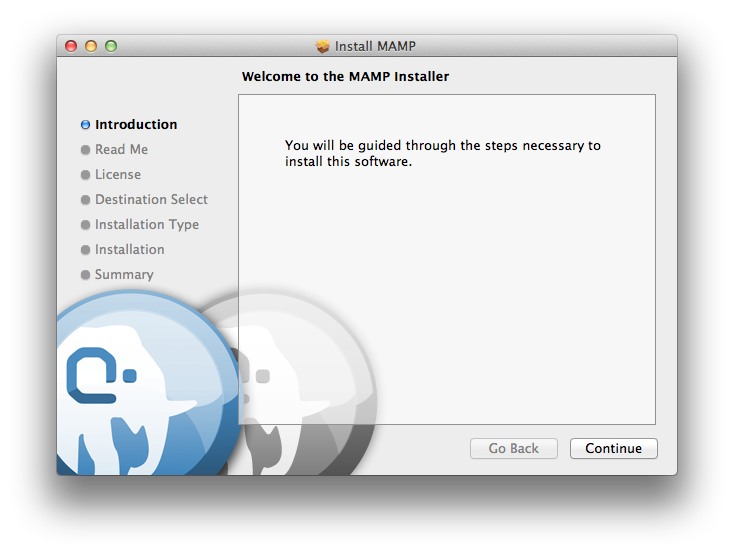 Install MAMP
Welcome to the MAMP Installer
Introduction
Read Me
License
Destination Select
Installation Type
Installation
Summary
You will be guided through the steps necessary to
install this software.
Go Back
Continue